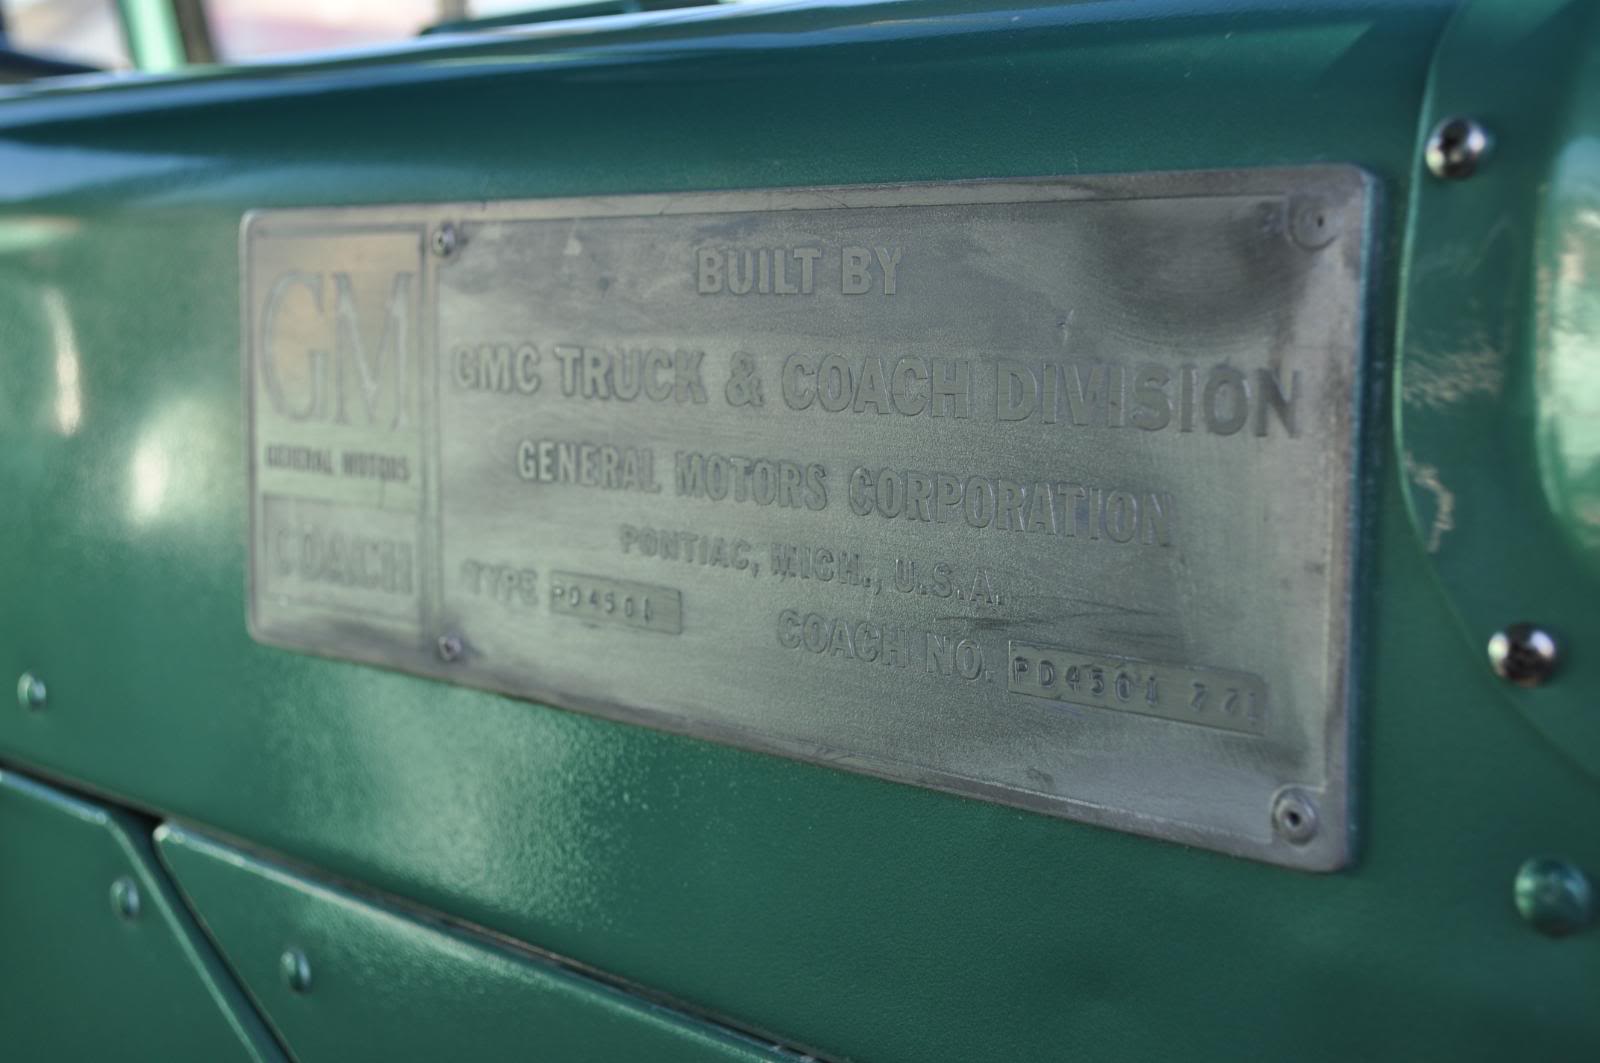 GM
GENERAL MOTORS
COACH
BUILT BY
GMC TRUCK & COACH DIVISION
GENERAL MOTORS CORPORATION
PONTIAC, MICH., U.S.A.
TYPE PD4501
COACH NO. PD4501 771